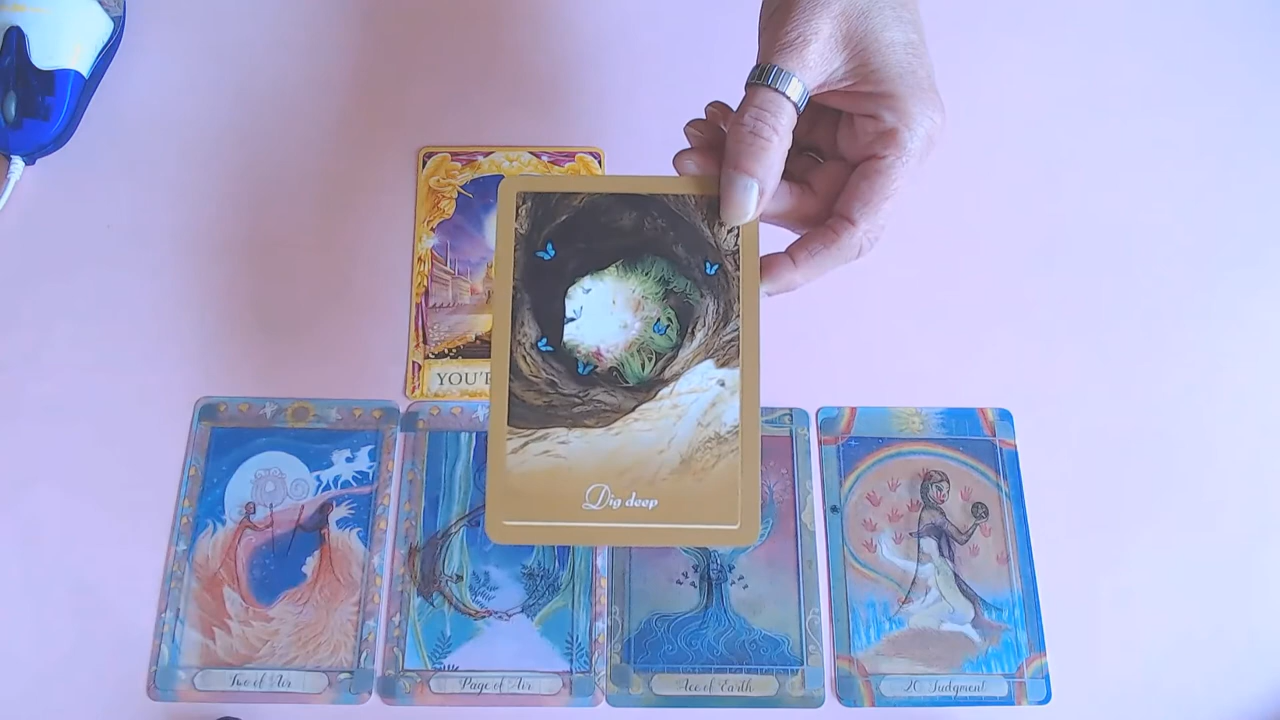 YOU'
Dig deep
Two of Air
Page of Air
Ace of Earth
20 Judgment